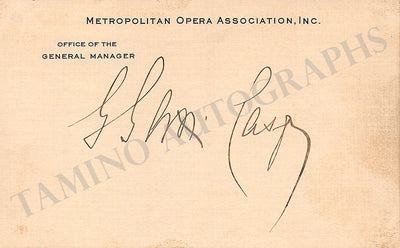 METROPOLITAN OPERA ASSOCIATION, INC.
OFFICE OF THE
GENERAL MANAGER
TAMINO AUTOGRAPHS